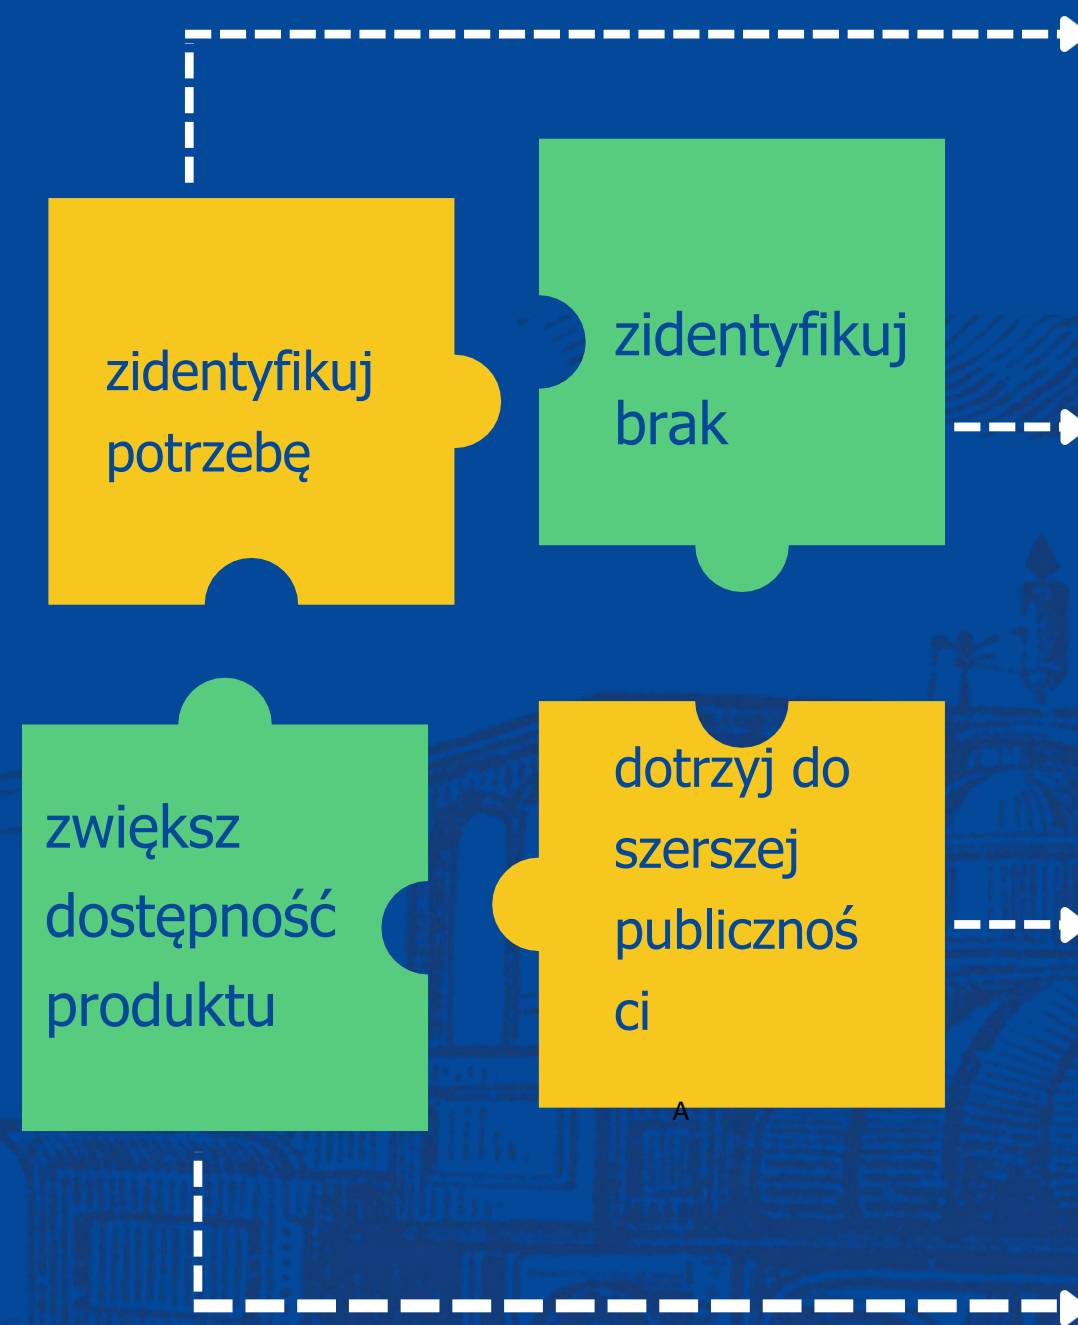 zidentyfikuj
potrzebę
zidentyfikuj
brak
zwiększ
dostępność
produktu
dotrzyj do
szerszej
publicznoś
ci
A